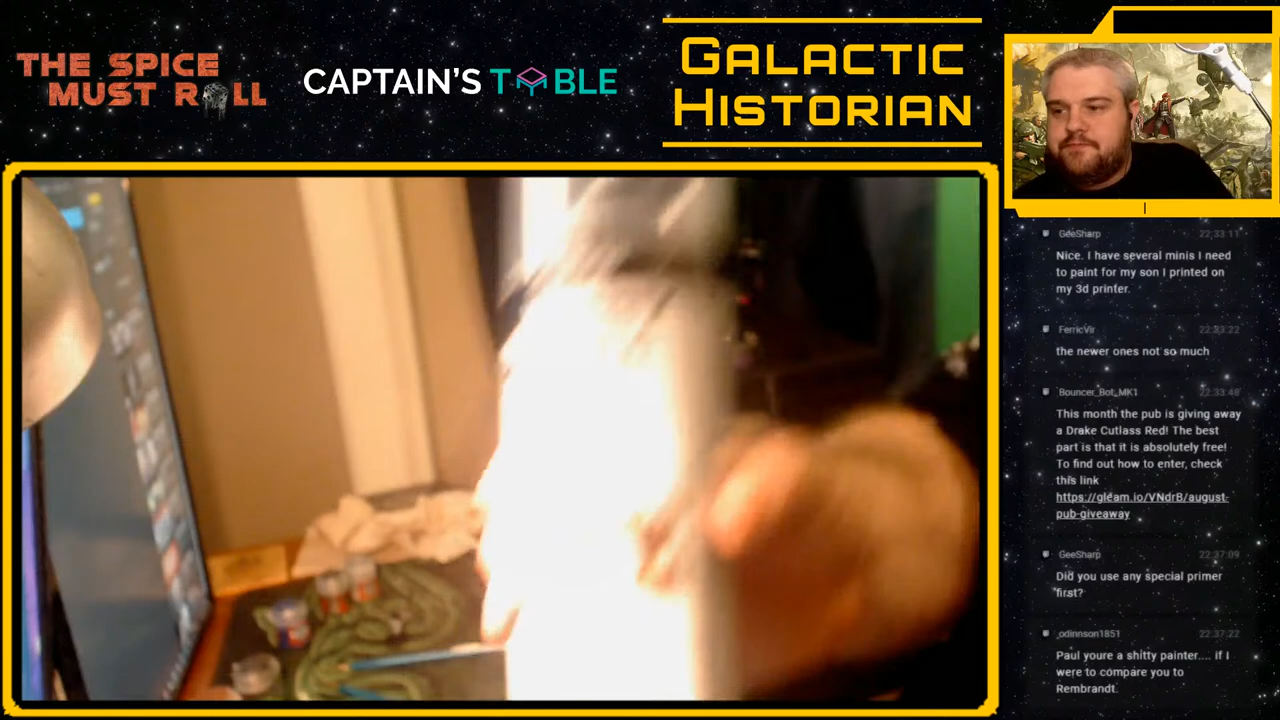 THE SPICE
MUST ROLL
CAPTAIN'S TABLE
GALACTIC
HISTORIAN
GeeSharp 22:33:11
Nice. I have several minis I need
to paint for my son I printed on
my 3d printer.
FerricVir 22:33:22
the newer ones not so much
Bouncer_Bot_MK1 22:33:48
This month the pub is giving away
a Drake Cutlass Red! The best
part is that it is absolutely free!
To find out how to enter, check
this link
https://gleam.io/VNdrB/august-
pub-giveaway
GeeSharp 22:37:09
Did you use any special primer
first?
_odinnson1851 22:37:22
Paul youre a shitty painter.... if I
were to compare you to
Rembrandt.